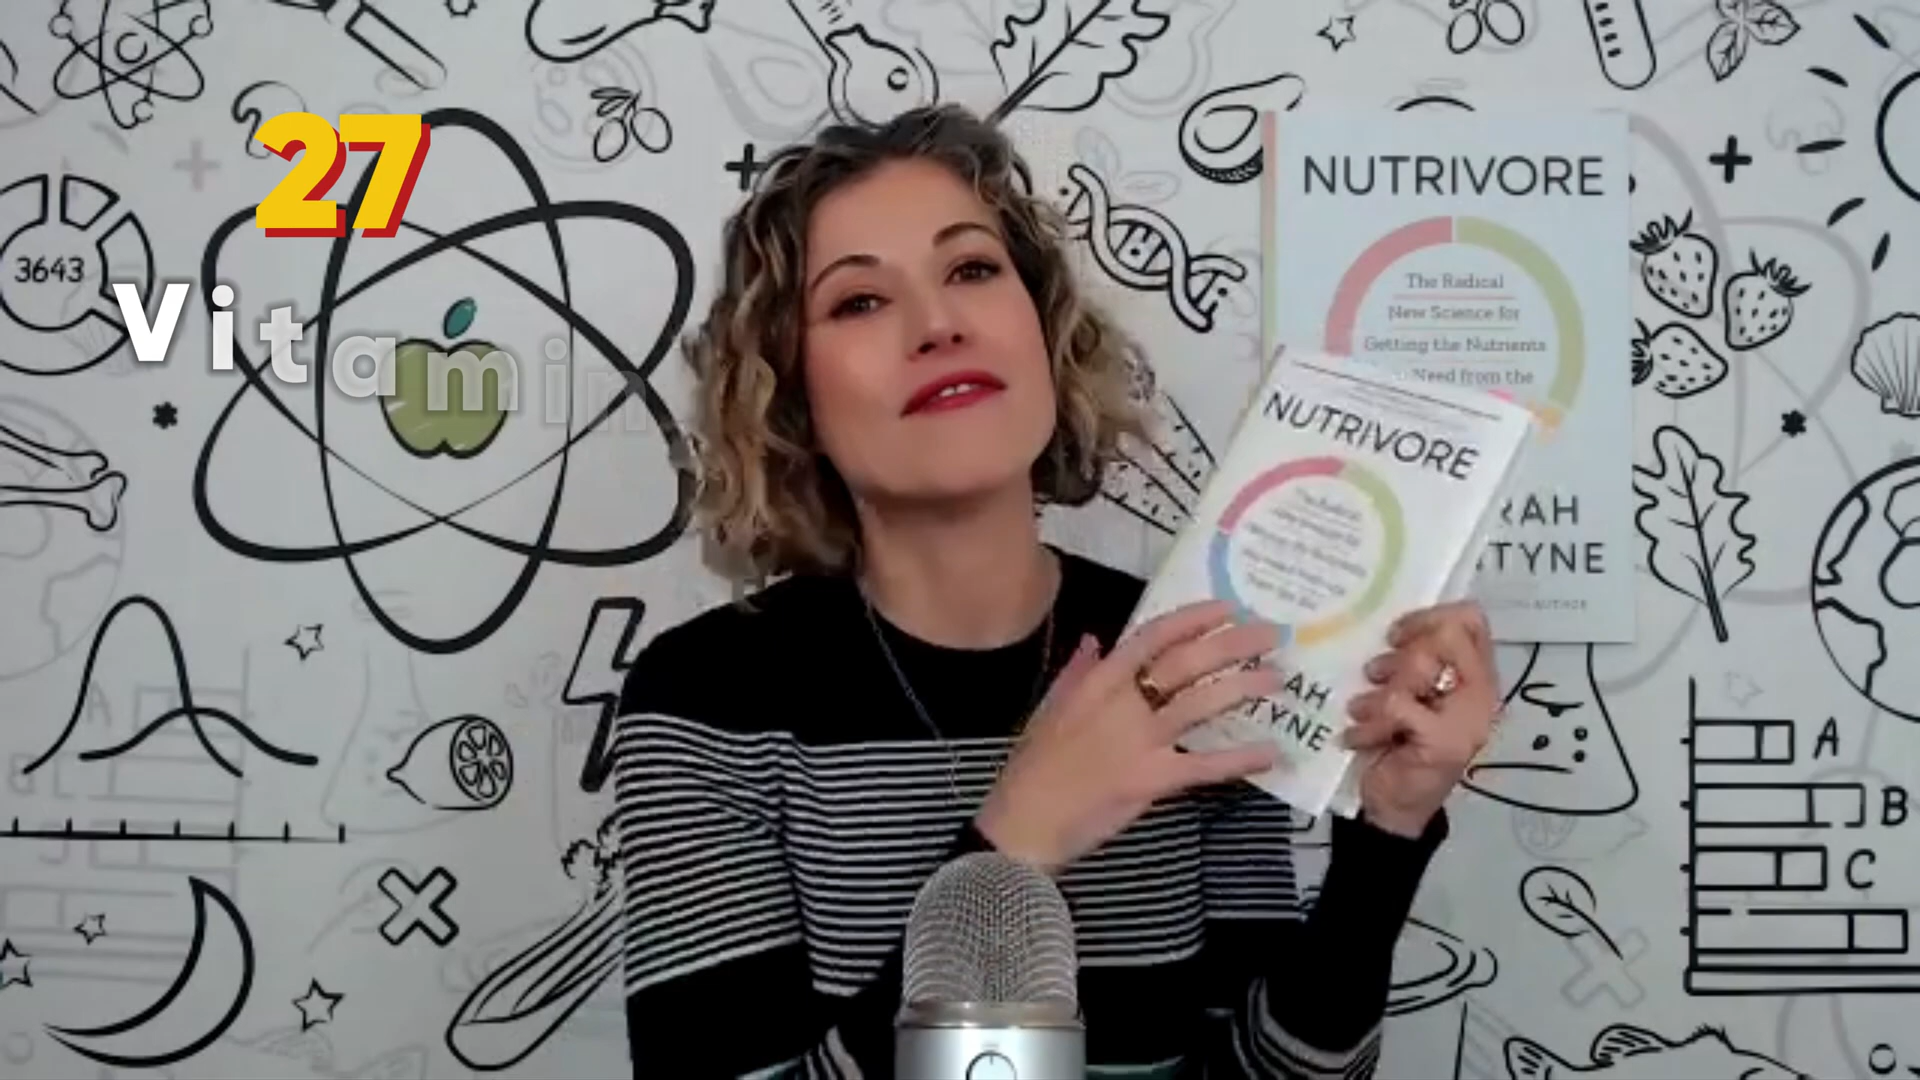 27
Vitamin
3643
NUTRIVORE
The Radical
New Science for
Getting the Nutrients
Need from the
RAH
TYNE
AUTHOR
NUTRIVORE
AH
TYNE
A
B
C